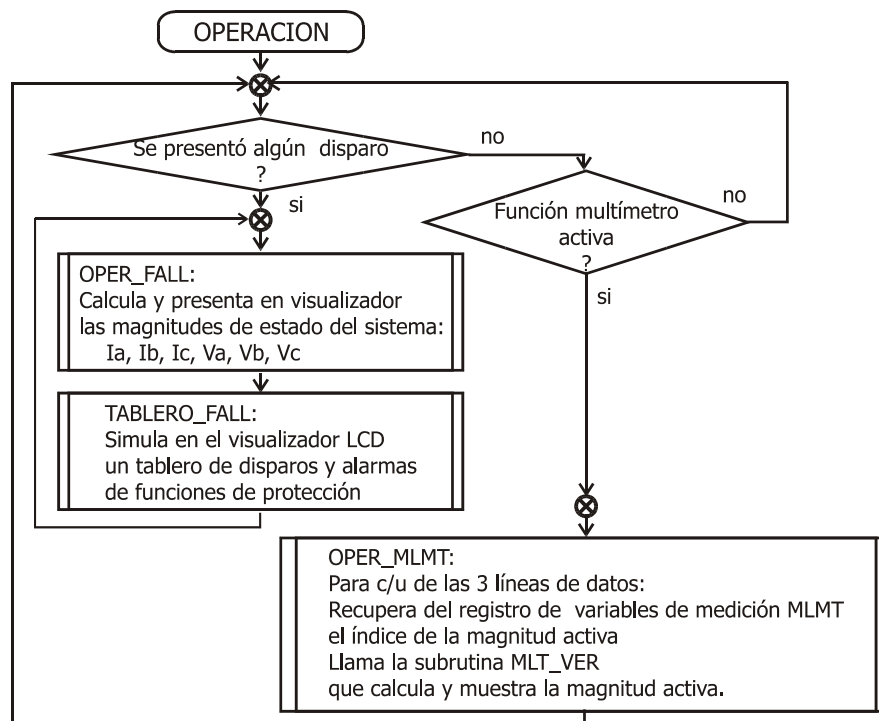 OPERACION
Se presentó algún disparo
?
no
si
Función multímetro
activa
?
no
si
OPER_FALL:
Calcula y presenta en visualizador
las magnitudes de estado del sistema:
Ia, Ib, Ic, Va, Vb, Vc
TABLERO_FALL:
Simula en el visualizador LCD
un tablero de disparos y alarmas
de funciones de protección
OPER_MLMT:
Para c/u de las 3 líneas de datos:
Recupera del registro de variables de medición MLMT
el índice de la magnitud activa
Llama la subrutina MLT_VER
que calcula y muestra la magnitud activa.